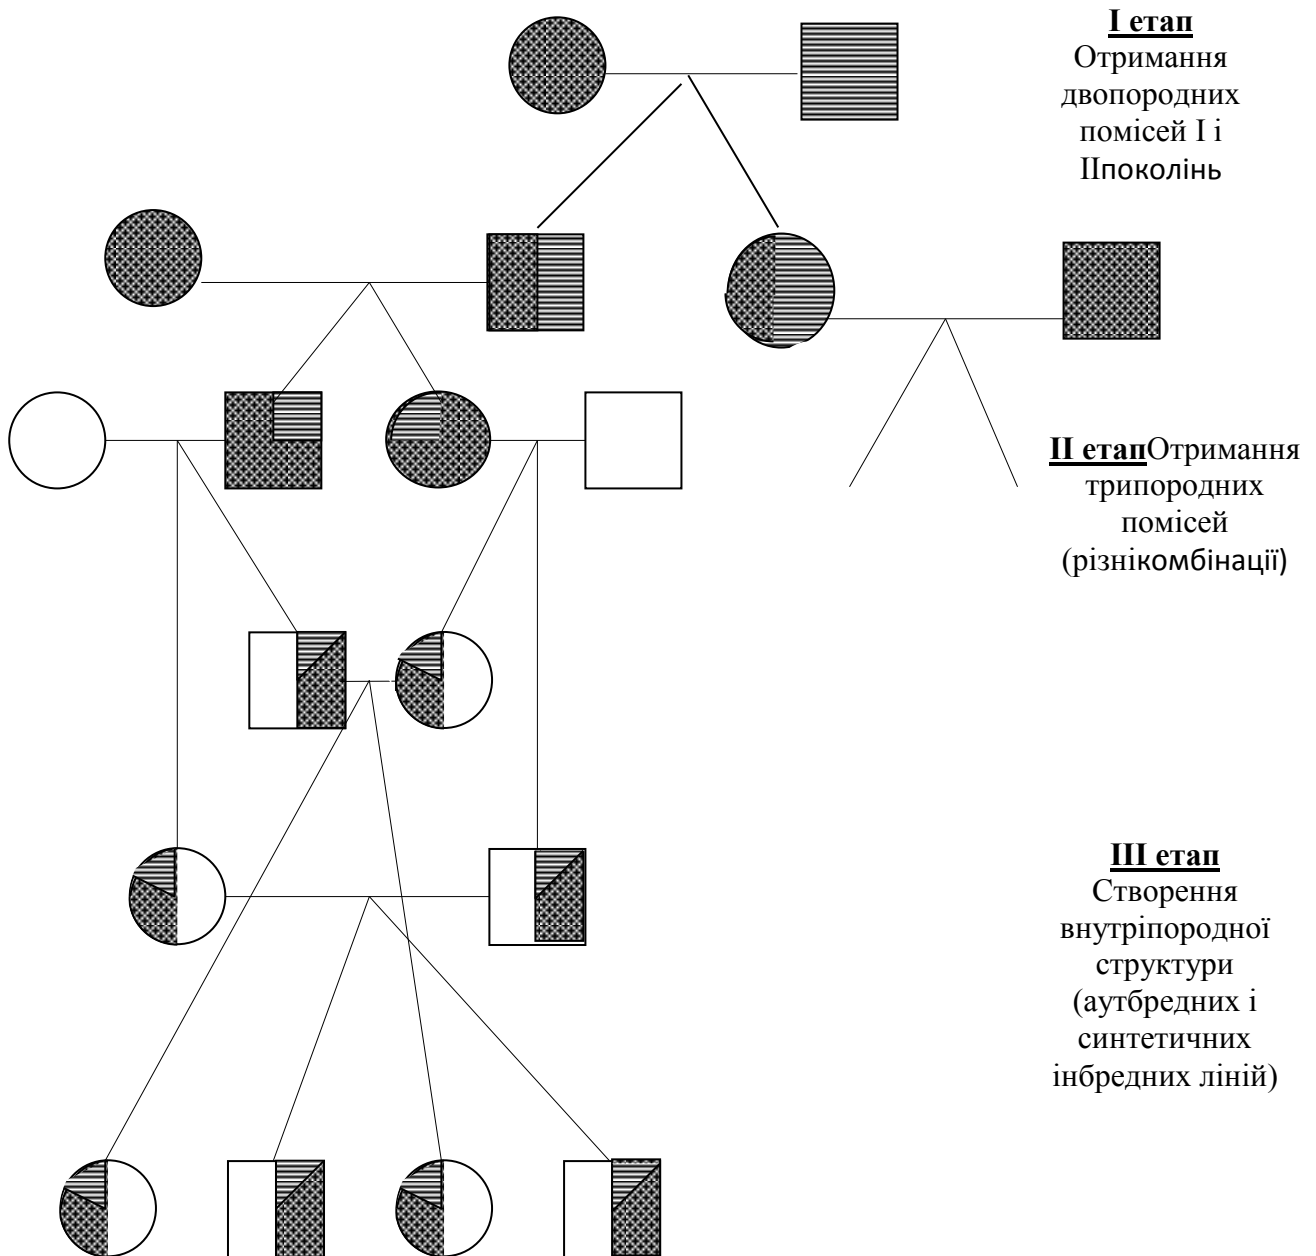 І етап
Отримання
двопородних
помісей І і
ІІпоколінь
ІІ етапОтримання
трипородних
помісей
(різнікомбінації)
ІІІ етап
Створення
внутріпородної
структури
(аутбредних і
синтетичних
інбредних ліній)